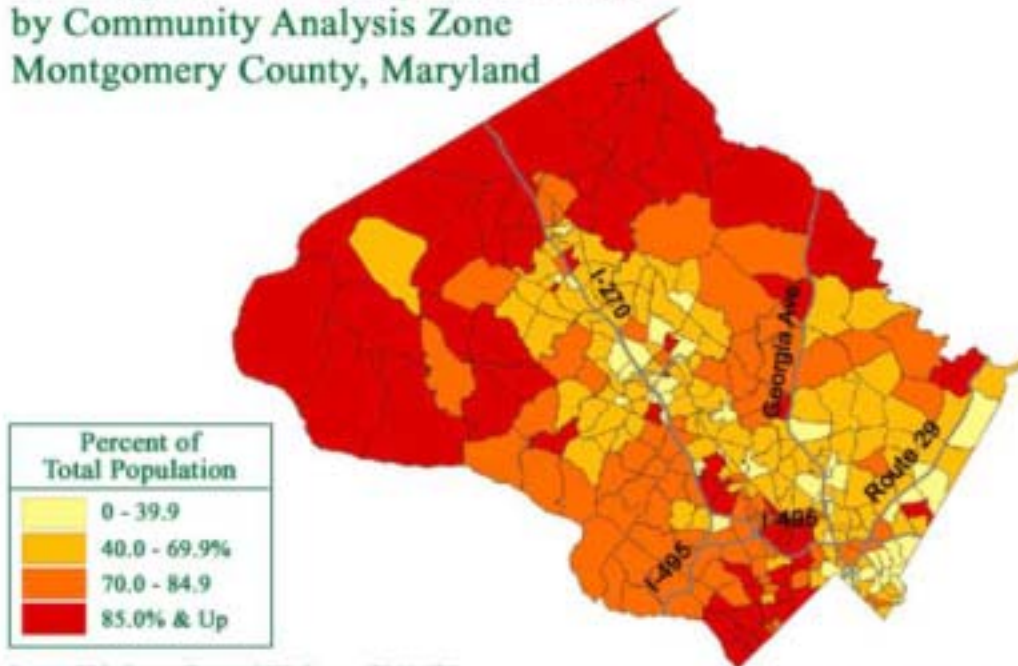 by Community Analysis Zone
Montgomery County, Maryland
I-270
Georgia Ave
Route 29
I-495
I-495
Percent of
Total Population
0 - 39.9
40.0 - 69.9%
70.0 - 84.9
85.0% & Up